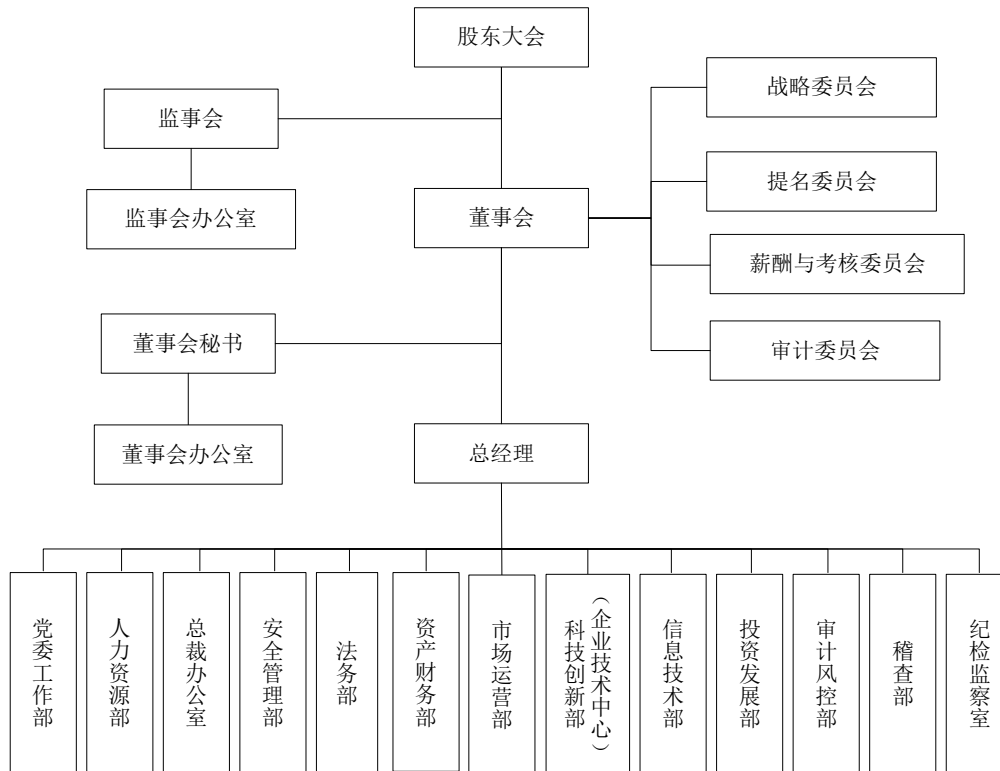 股东大会
战略委员会
监事会
提名委员会
监事会办公室
董事会
薪酬与考核委员会
董事会秘书
审计委员会
董事会办公室
总经理
党委工作部
人力资源部
总裁办公室
安全管理部
法务部
资产财务部
市场运营部
科技创新部
（企业技术中心）
信息技术部
投资发展部
审计风控部
稽查部
纪检监察室